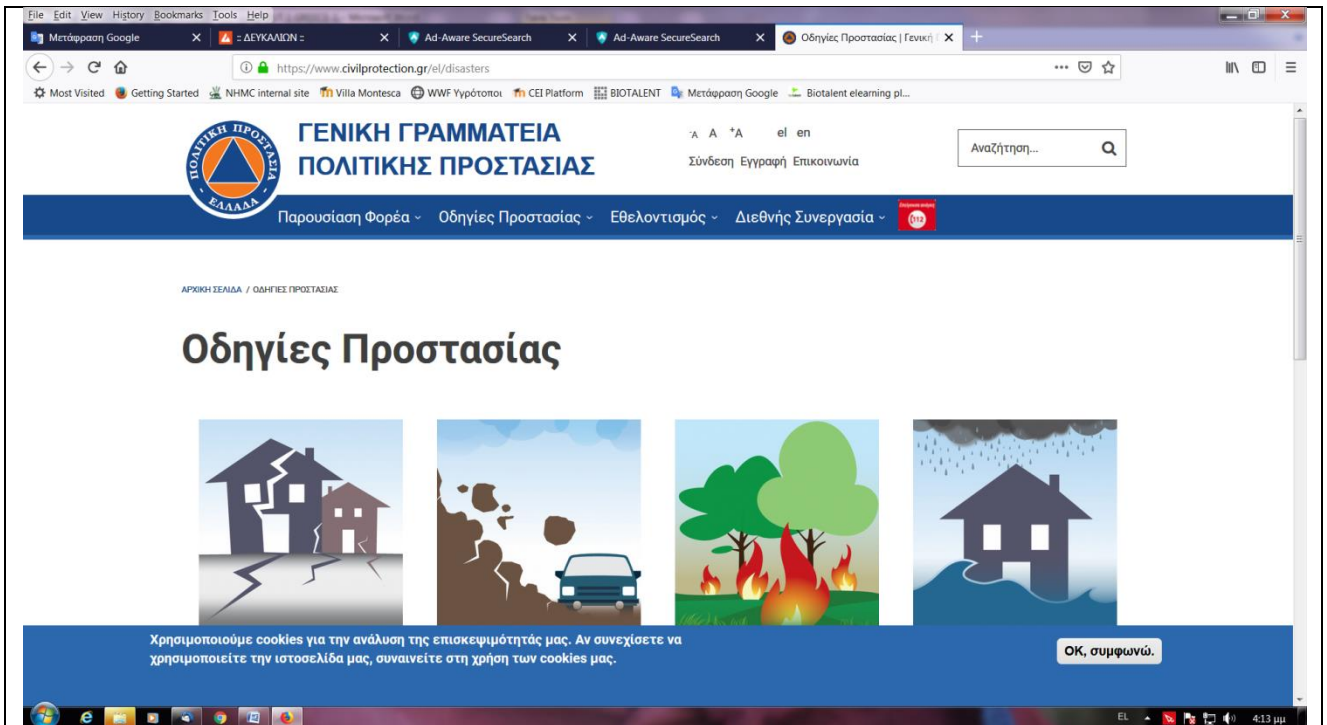 File Edit View History Bookmarks Tools Help
Μετάφραση Google
:: ΔΕΥΚΑΛΙΩΝ ::
Ad-Aware SecureSearch
Ad-Aware SecureSearch
Οδηγίες Προστασίας | Γενική
https://www.civilprotection.gr/el/disasters
Most Visited Getting Started NHMC internal site Villa Montesca WWF Υγρότοποι CEI Platform BIOTALENT Μετάφραση Google Biotalent elearning pl...
ΠΟΛΙΤΙΚΗ ΠΡΟΣΤΑΣΙΑ
ΕΛΛΑΔΑ
ΓΕΝΙΚΗ ΓΡΑΜΜΑΤΕΙΑ
ΠΟΛΙΤΙΚΗΣ ΠΡΟΣΤΑΣΙΑΣ
-A A +A el en
Σύνδεση Εγγραφή Επικοινωνία
Αναζήτηση...
Παρουσίαση Φορέα Οδηγίες Προστασίας Εθελοντισμός Διεθνής Συνεργασία
112
ΑΡΧΙΚΗ ΣΕΛΙΔΑ / ΟΔΗΓΙΕΣ ΠΡΟΣΤΑΣΙΑΣ
Οδηγίες Προστασίας
Χρησιμοποιούμε cookies για την ανάλυση της επισκεψιμότητάς μας. Αν συνεχίσετε να
χρησιμοποιείτε την ιστοσελίδα μας, συναινείτε στη χρήση των cookies μας.
OK, συμφωνώ.
EL
4:13 μμ